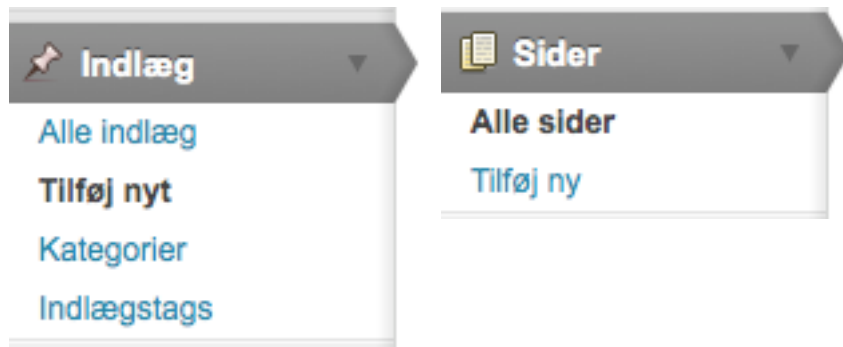 Indlæg
Alle indlæg
Tilføj nyt
Kategorier
Indlægstags
Sider
Alle sider
Tilføj ny